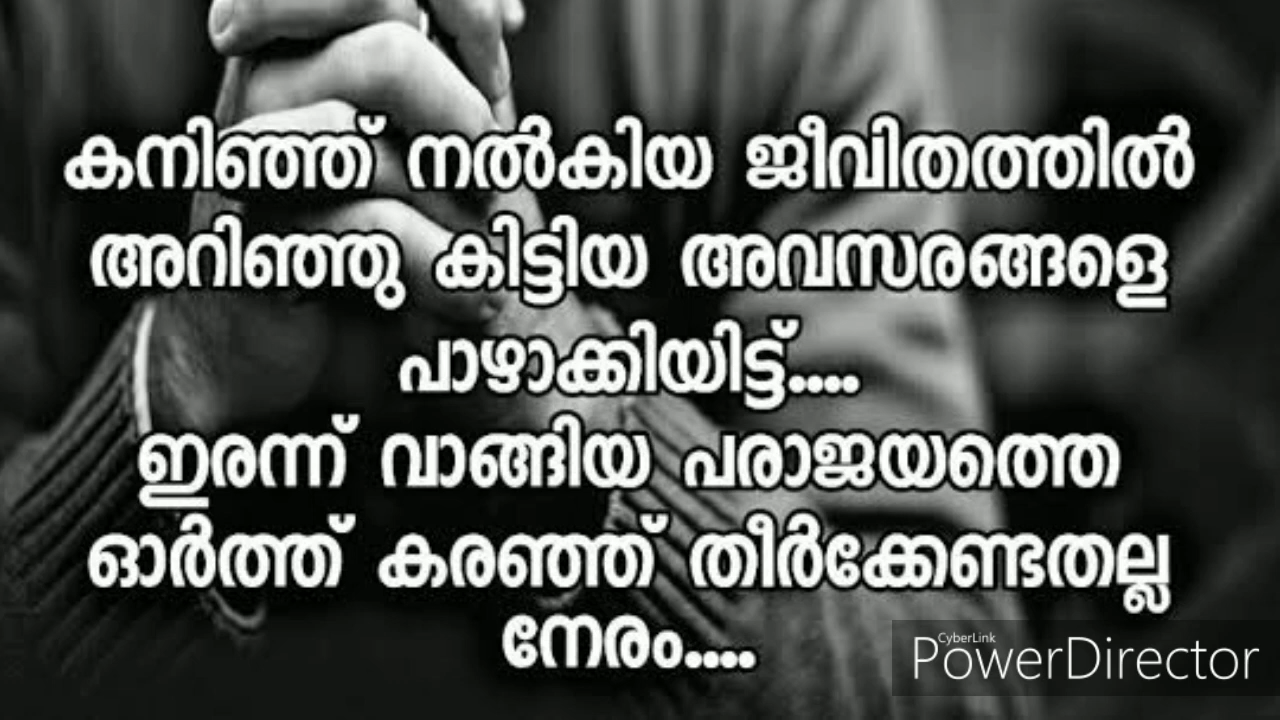 കനിഞ്ഞ് നൽകിയ ജീവിതത്തിൽ
അറിഞ്ഞു കിട്ടിയ അവസരങ്ങളെ
പാഴാക്കിയിട്ട്....
ഇരന്ന് വാങ്ങിയ പരാജയത്തെ
ഓർത്ത് കരഞ്ഞ് തീർക്കേണ്ടതല്ല
നേരം....
CyberLink
PowerDirector